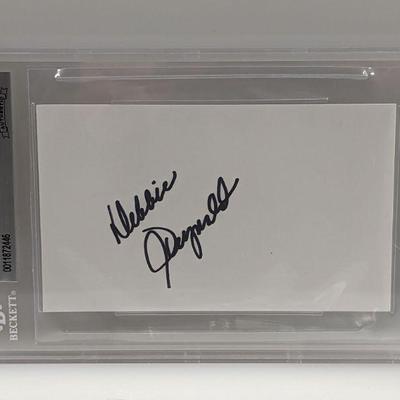 Debbie
Reynolds
0011872446
BECKETT®